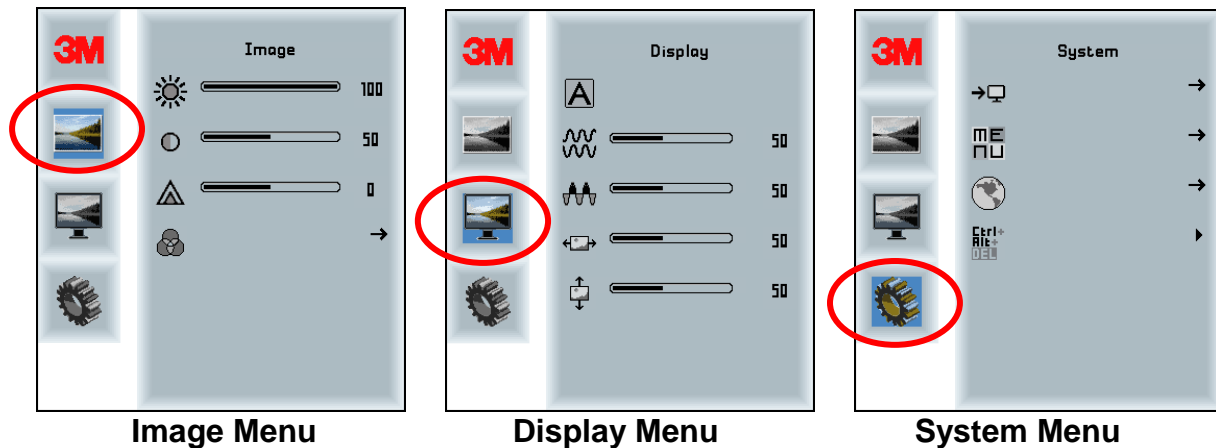 3M
Image
100
50
0
Image Menu
3M
Display
A
50
50
50
50
Display Menu
3M
System
ME
NU
Ctrl+
Alt+
DEL
System Menu